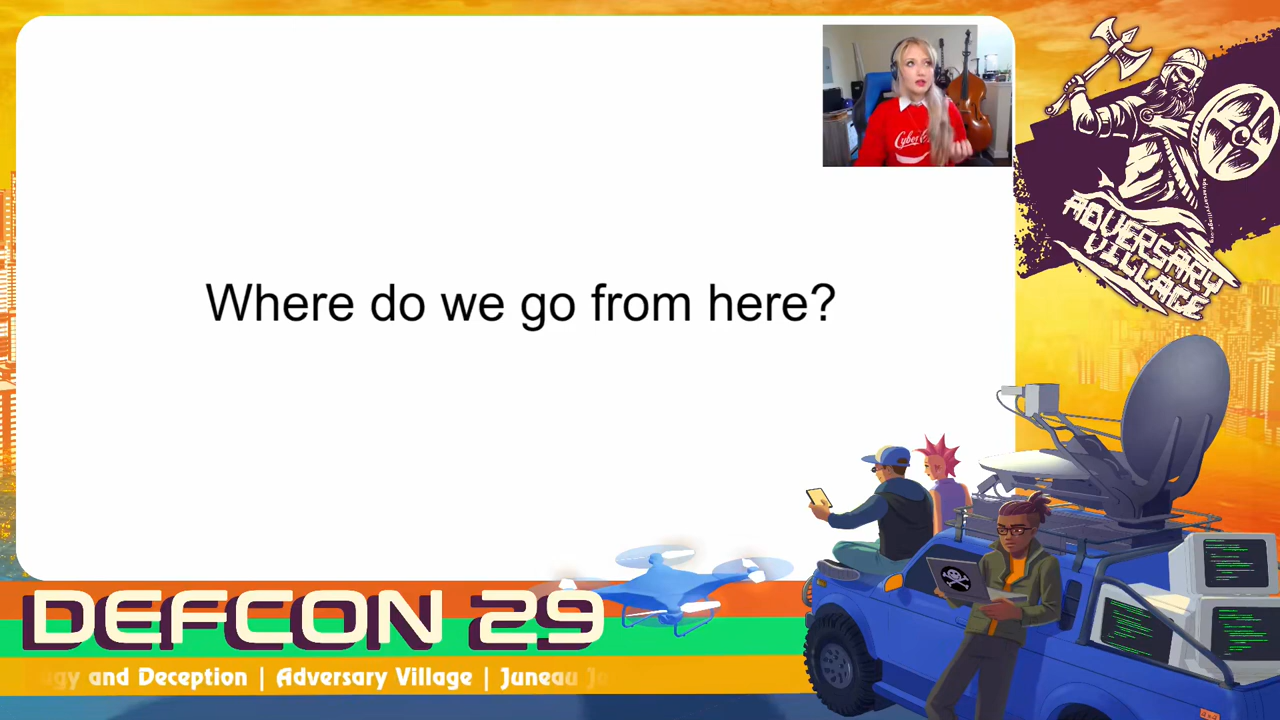 Where do we go from here?
ADVERSARY
VILLAGE
DEFCON 29
and Deception | Adversary Village | Juneau